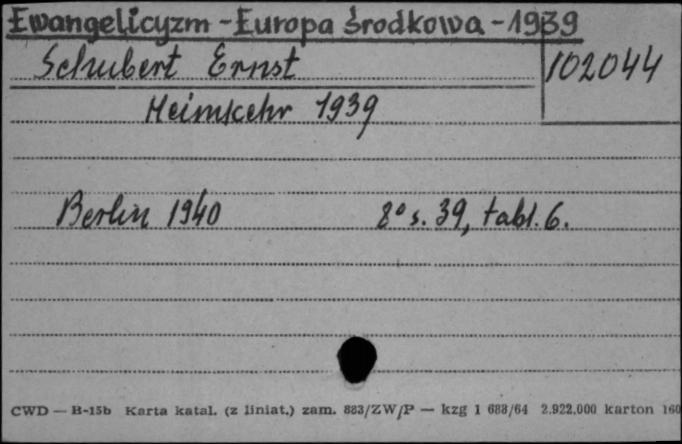 Ewangelicyzm - Europa środkowa - 1939
Schubert Ernst 102044
Heimkehr 1939
Berlin 1940 8° s. 39, tabl. 6.
CWD — B-15b Karta katal. (z liniat.) zam. 883/ZW/P — kzg 1 688/64 2.922.000 karton 160